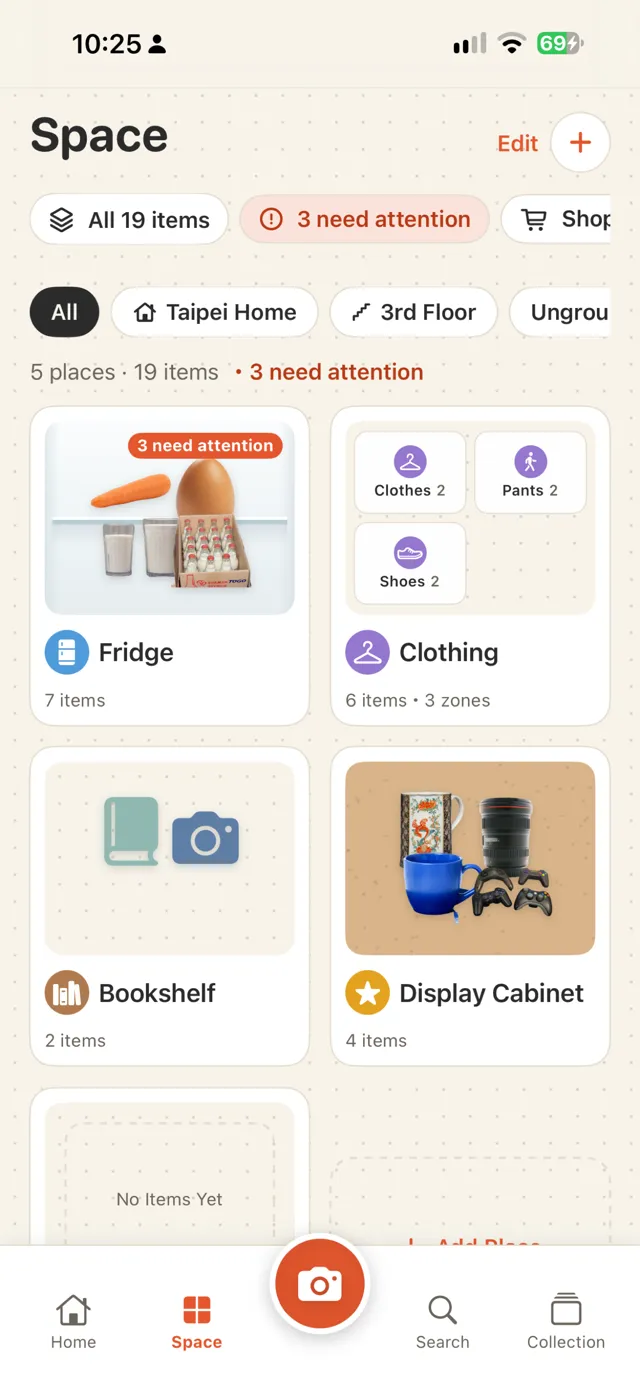 10:25
69
Space
Edit
All 19 items
3 need attention
Shop
All
Taipei Home
3rd Floor
Ungrou
5 places · 19 items • 3 need attention
3 need attention
Clothes 2
Pants 2
Shoes 2
Fridge
Clothing
7 items
6 items • 3 zones
Bookshelf
Display Cabinet
2 items
4 items
No Items Yet
Add Place
Home
Space
Search
Collection